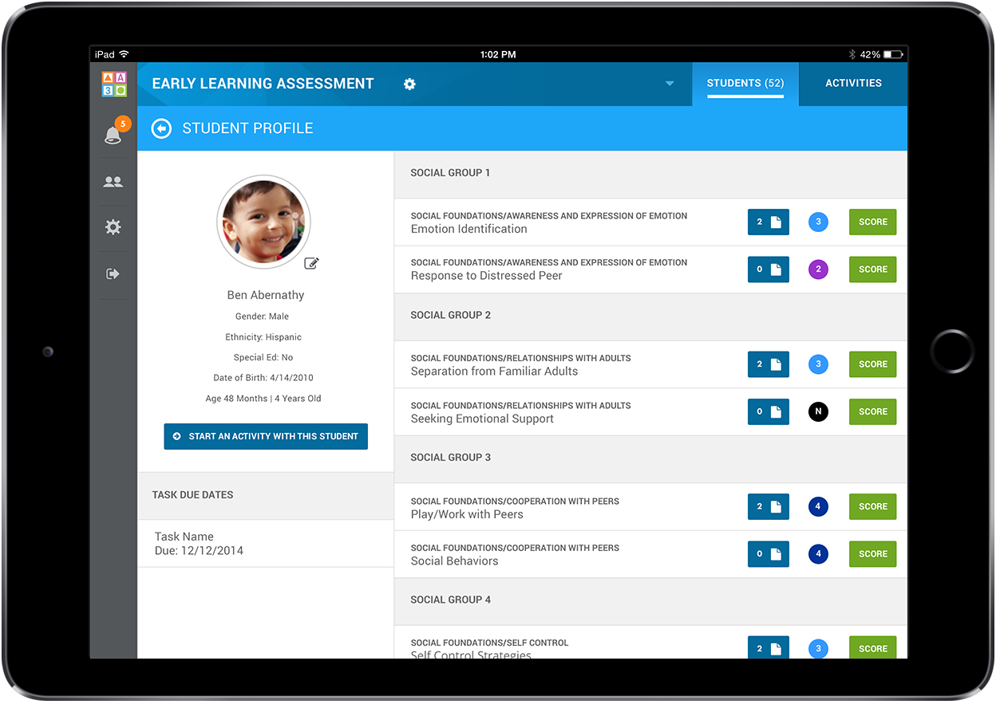 iPad 1:02 PM 42%
A
3
EARLY LEARNING ASSESSMENT
STUDENTS (52)
ACTIVITIES
5
STUDENT PROFILE
Ben Abernathy
Gender: Male
Ethnicity: Hispanic
Special Ed: No
Date of Birth: 4/14/2010
Age 48 Months | 4 Years Old
START AN ACTIVITY WITH THIS STUDENT
TASK DUE DATES
Task Name
Due: 12/12/2014
SOCIAL GROUP 1
SOCIAL FOUNDATIONS/AWARENESS AND EXPRESSION OF EMOTION
Emotion Identification
2 3 SCORE
SOCIAL FOUNDATIONS/AWARENESS AND EXPRESSION OF EMOTION
Response to Distressed Peer
0 2 SCORE
SOCIAL GROUP 2
SOCIAL FOUNDATIONS/RELATIONSHIPS WITH ADULTS
Separation from Familiar Adults
2 3 SCORE
SOCIAL FOUNDATIONS/RELATIONSHIPS WITH ADULTS
Seeking Emotional Support
0 N SCORE
SOCIAL GROUP 3
SOCIAL FOUNDATIONS/COOPERATION WITH PEERS
Play/Work with Peers
2 4 SCORE
SOCIAL FOUNDATIONS/COOPERATION WITH PEERS
Social Behaviors
0 4 SCORE
SOCIAL GROUP 4
SOCIAL FOUNDATIONS/SELF CONTROL
Self Control Strategies
2 3 SCORE